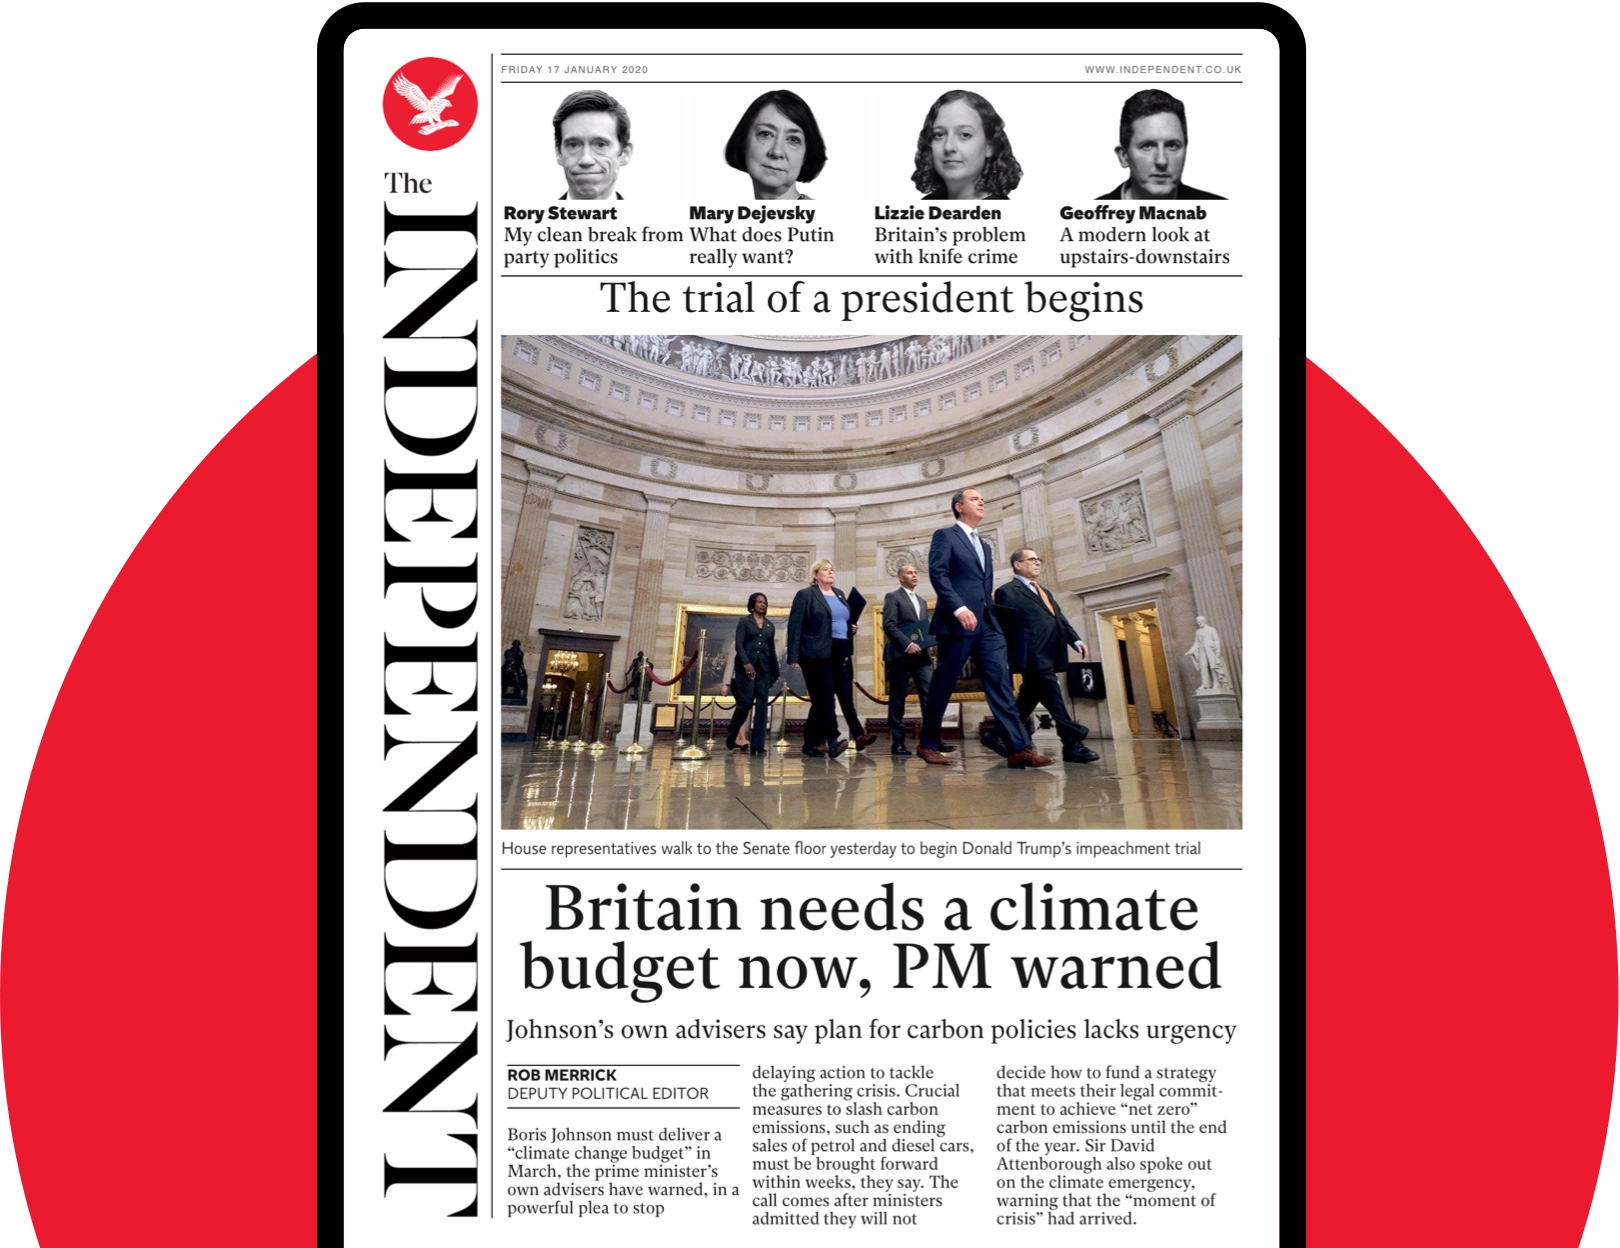 FRIDAY 17 JANUARY 2020
WWW.INDEPENDENT.CO.UK
The
INDEPENDENT
Rory Stewart
My clean break from
party politics
Mary Dejevsky
What does Putin
really want?
Lizzie Dearden
Britain’s problem
with knife crime
Geoffrey Macnab
A modern look at
upstairs-downstairs
The trial of a president begins
House representatives walk to the Senate floor yesterday to begin Donald Trump’s impeachment trial
Britain needs a climate
budget now, PM warned
Johnson’s own advisers say plan for carbon policies lacks urgency
ROB MERRICK
DEPUTY POLITICAL EDITOR
Boris Johnson must deliver a
“climate change budget” in
March, the prime minister’s
own advisers have warned, in a
powerful plea to stop
delaying action to tackle
the gathering crisis. Crucial
measures to slash carbon
emissions, such as ending
sales of petrol and diesel cars,
must be brought forward
within weeks, they say. The
call comes after ministers
admitted they will not
decide how to fund a strategy
that meets their legal commit-
ment to achieve “net zero”
carbon emissions until the end
of the year. Sir David
Attenborough also spoke out
on the climate emergency,
warning that the “moment of
crisis” had arrived.